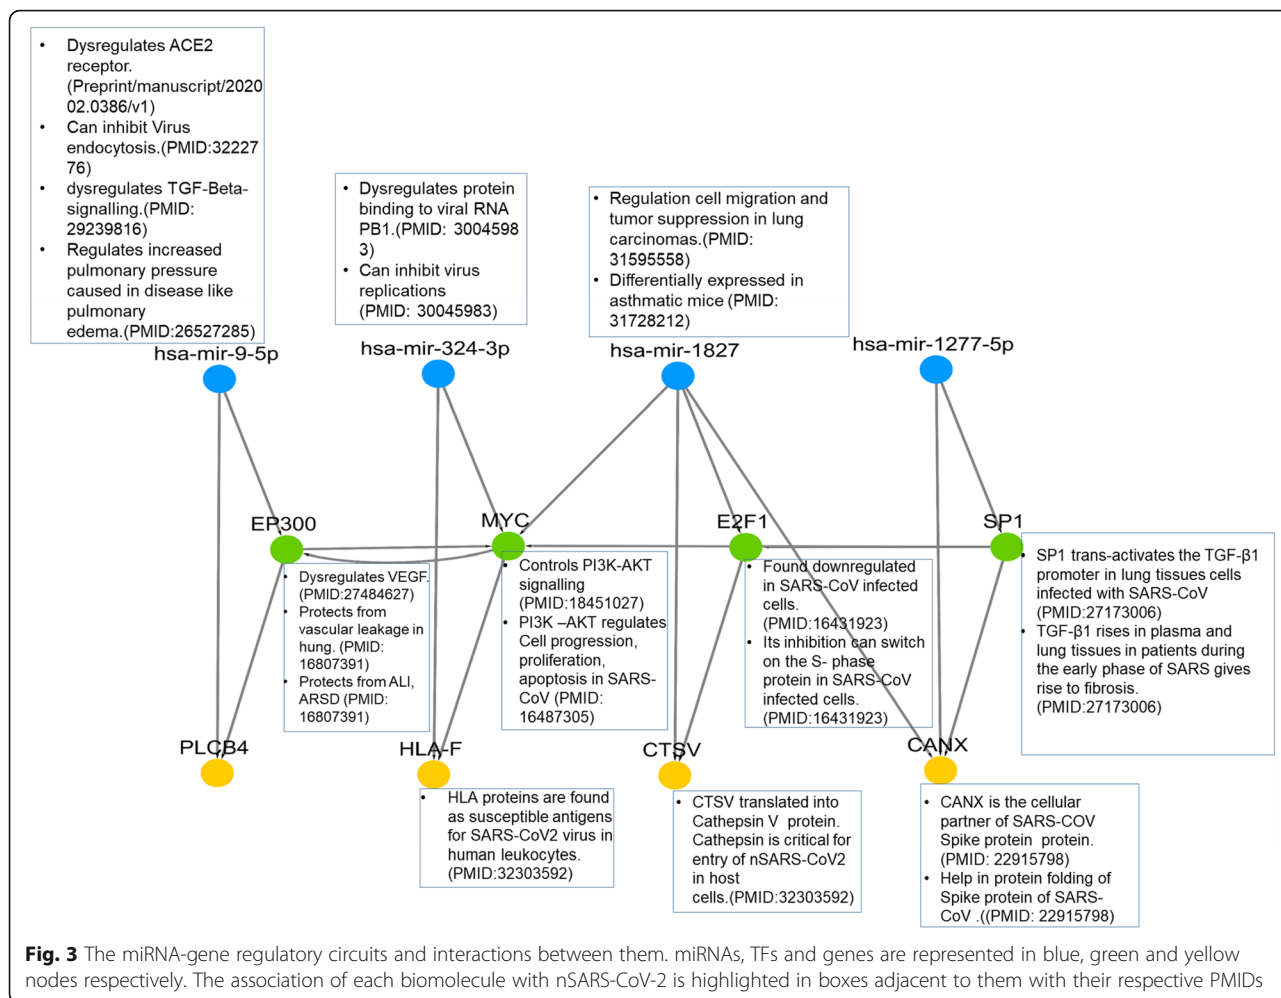 • Dysregulates ACE2
receptor.
(Preprint/manuscript/2020
02.0386/v1)
• Can inhibit Virus
endocytosis.(PMID:32227
76)
• dysregulates TGF-Beta-
signalling.(PMID:
29239816)
• Regulates increased
pulmonary pressure
caused in disease like
pulmonary
edema.(PMID:26527285)
• Dysregulates protein
binding to viral RNA
PB1.(PMID: 3004598
3)
• Can inhibit virus
replications
(PMID: 30045983)
• Regulation cell migration and
tumor suppression in lung
carcinomas.(PMID:
31595558)
• Differentially expressed in
asthmatic mice (PMID:
31728212)
hsa-mir-9-5p
hsa-mir-324-3p
hsa-mir-1827
hsa-mir-1277-5p
EP300
MYC
E2F1
SP1
• Dysregulates VEGF.
(PMID:27484627)
• Protects from
vascular leakage in
hung. (PMID:
16807391)
• Protects from ALI,
ARSD (PMID:
16807391)
• Controls PI3K-AKT
signalling
(PMID:18451027)
• PI3K –AKT regulates
Cell progression,
proliferation,
apoptosis in SARS-
CoV (PMID:
16487305)
• Found downregulated
in SARS-CoV infected
cells.
(PMID:16431923)
• Its inhibition can switch
on the S- phase
protein in SARS-CoV
infected cells.
(PMID:16431923)
• SP1 trans-activates the TGF-β1
promoter in lung tissues cells
infected with SARS-CoV
(PMID:27173006)
• TGF-β1 rises in plasma and
lung tissues in patients during
the early phase of SARS gives
rise to fibrosis.
(PMID:27173006)
PLCB4
HLA-F
CTSV
CANX
• HLA proteins are found
as susceptible antigens
for SARS-CoV2 virus in
human leukocytes.
(PMID:32303592)
• CTSV translated into
Cathepsin V protein.
Cathepsin is critical for
entry of nSARS-CoV2
in host
cells.(PMID:32303592)
• CANX is the cellular
partner of SARS-COV
Spike protein protein.
(PMID: 22915798)
• Help in protein folding of
Spike protein of SARS-
CoV .((PMID: 22915798)
Fig. 3 The miRNA-gene regulatory circuits and interactions between them. miRNAs, TFs and genes are represented in blue, green and yellow
nodes respectively. The association of each biomolecule with nSARS-CoV-2 is highlighted in boxes adjacent to them with their respective PMIDs